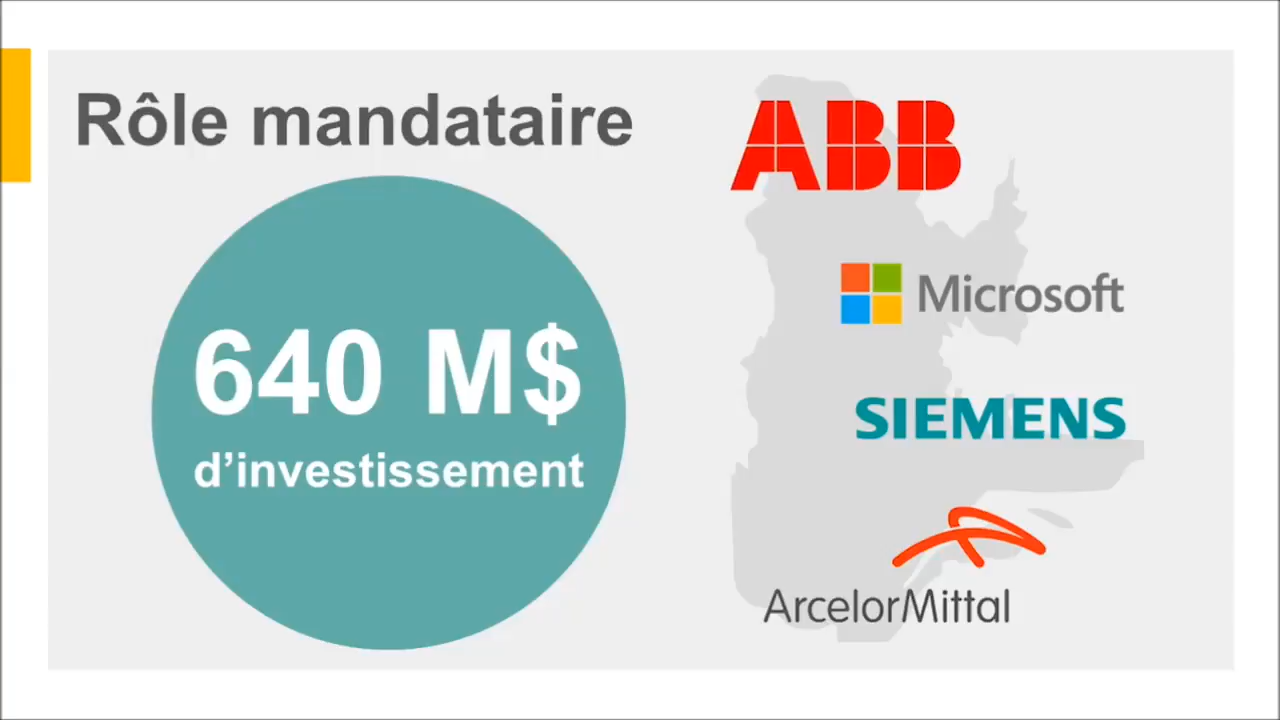 Rôle mandataire
640 M$
d’investissement
ABB
Microsoft
SIEMENS
ArcelorMittal